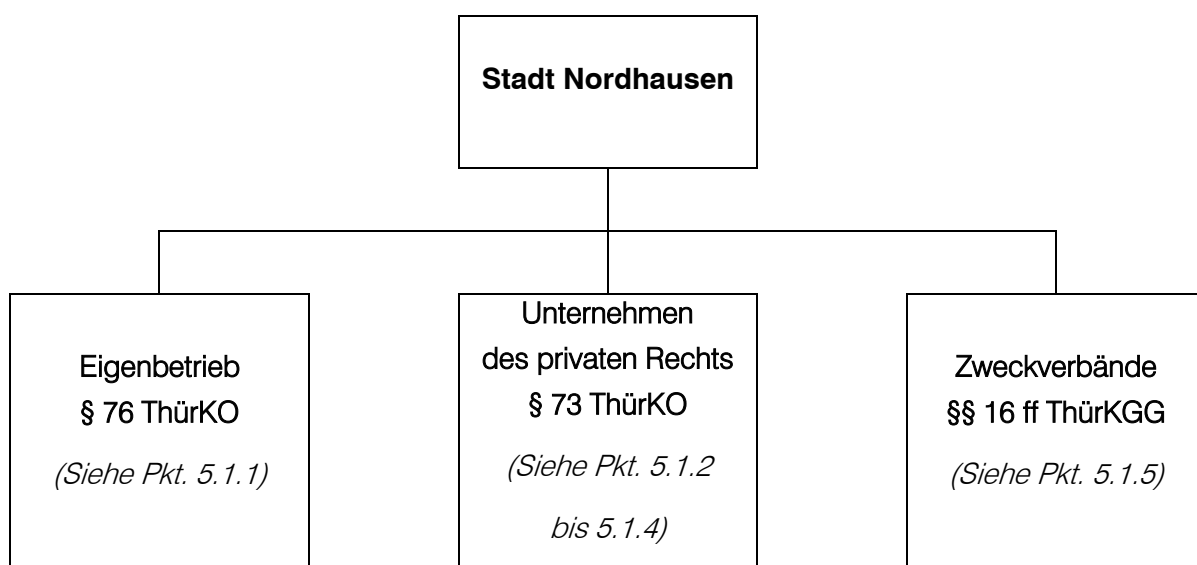 Stadt Nordhausen
Eigenbetrieb
§ 76 ThürKO
(Siehe Pkt. 5.1.1)
Unternehmen
des privaten Rechts
§ 73 ThürKO
(Siehe Pkt. 5.1.2
bis 5.1.4)
Zweckverbände
§§ 16 ff ThürKGG
(Siehe Pkt. 5.1.5)